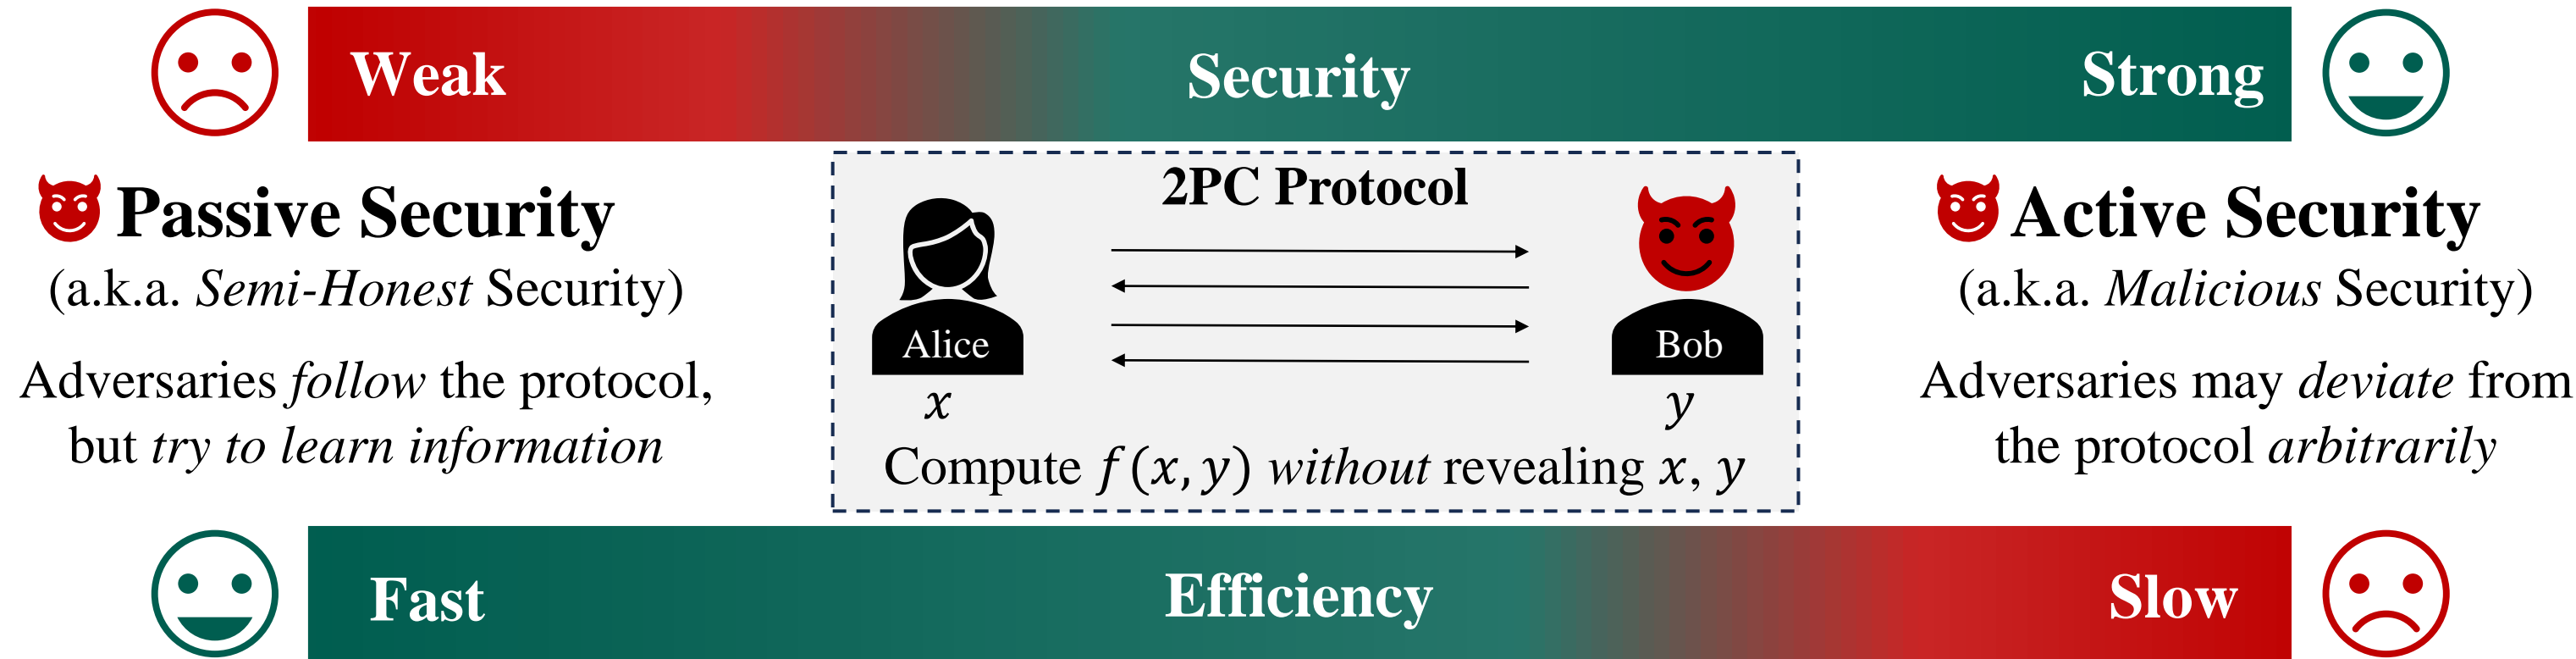 Weak Security Strong
Passive Security
(a.k.a. Semi-Honest Security)
Adversaries follow the protocol,
but try to learn information
2PC Protocol
Alice
Bob
x
y
Compute f(x, y) without revealing x, y
Active Security
(a.k.a. Malicious Security)
Adversaries may deviate from
the protocol arbitrarily
Fast Efficiency Slow